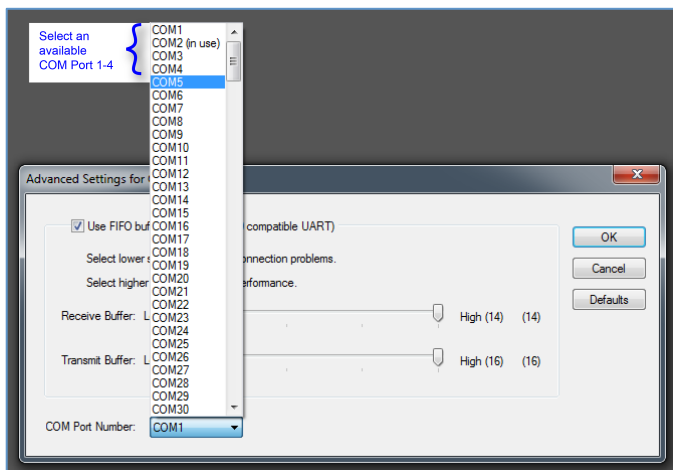 Select an
available
COM Port 1-4
COM1
COM2 (in use)
COM3
COM4
COM5
COM6
COM7
COM8
COM9
COM10
COM11
COM12
COM13
COM14
COM15
COM16
COM17
COM18
COM19
COM20
COM21
COM22
COM23
COM24
COM25
COM26
COM27
COM28
COM29
COM30
Advanced Settings for
Use FIFO compatible UART)
Select lower connection problems.
Select higher performance.
Receive Buffer: High (14) (14)
Transmit Buffer: High (16) (16)
COM Port Number: COM1
OK
Cancel
Defaults